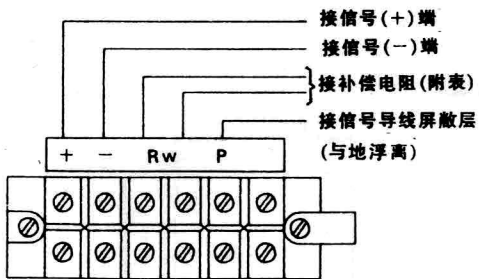 接信号(+)端
接信号(−)端
接补偿电阻(附表)
接信号导线屏敝层
(与地浮离)
+ − Rw P